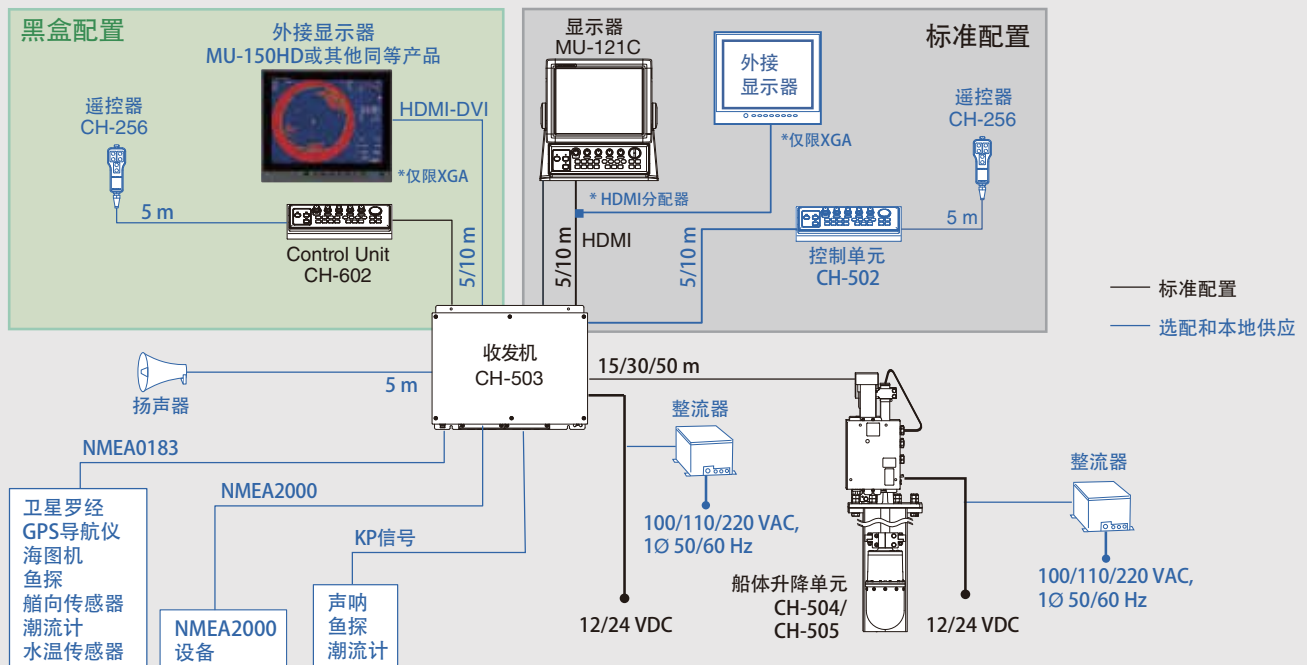 黑盒配置
外接显示器
MU-150HD或其他同等产品
遥控器
CH-256
HDMI-DVI
*仅限XGA
5 m
Control Unit
CH-602
5/10 m
显示器
MU-121C
标准配置
外接
显示器
*仅限XGA
遥控器
CH-256
* HDMI分配器
5/10 m
HDMI
5/10 m
5 m
控制单元
CH-502
标准配置
选配和本地供应
收发机
CH-503
15/30/50 m
扬声器
5 m
整流器
100/110/220 VAC,
1Ø 50/60 Hz
整流器
100/110/220 VAC,
1Ø 50/60 Hz
NMEA0183
卫星罗经
GPS导航仪
海图机
鱼探
艏向传感器
潮流计
水温传感器
NMEA2000
NMEA2000
设备
KP信号
声呐
鱼探
潮流计
12/24 VDC
船体升降单元
CH-504/
CH-505
12/24 VDC